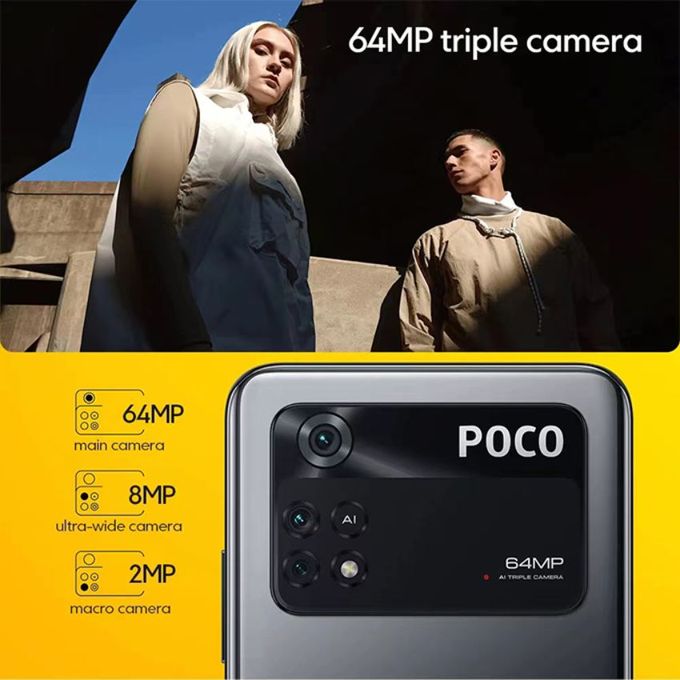 64MP triple camera
64MP
main camera
8MP
ultra-wide camera
2MP
macro camera
POCO
AI
64MP
AI TRIPLE CAMERA